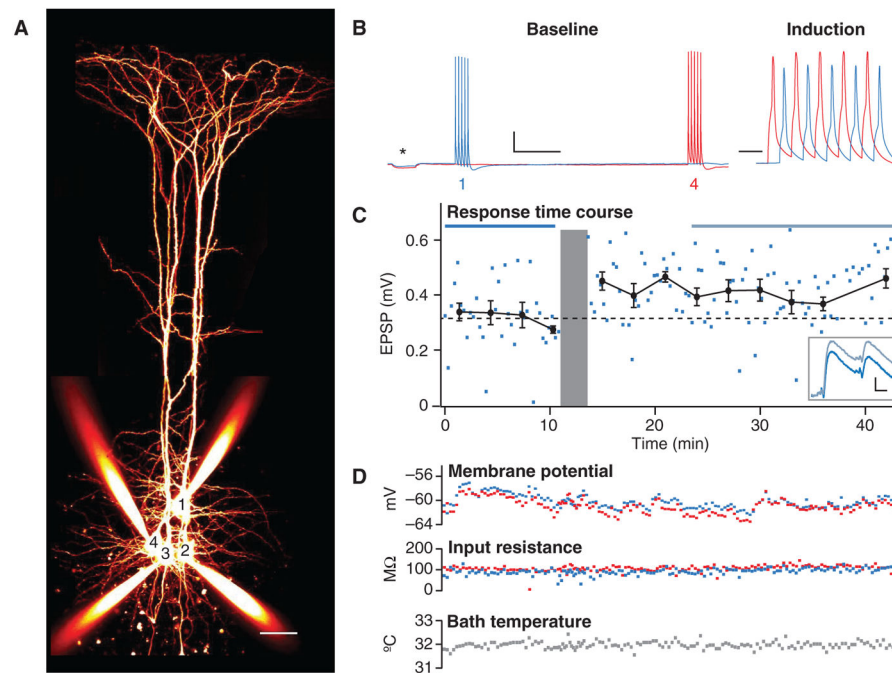 A
1
4
3
2
B
Baseline
Induction
*
1
4
C
Response time course
EPSP (mV)
0.6
0.4
0.2
0
0
10
20
30
40
Time (min)
D
Membrane potential
mV
−56
−60
−64
Input resistance
MΩ
200
100
0
Bath temperature
ºC
33
32
31